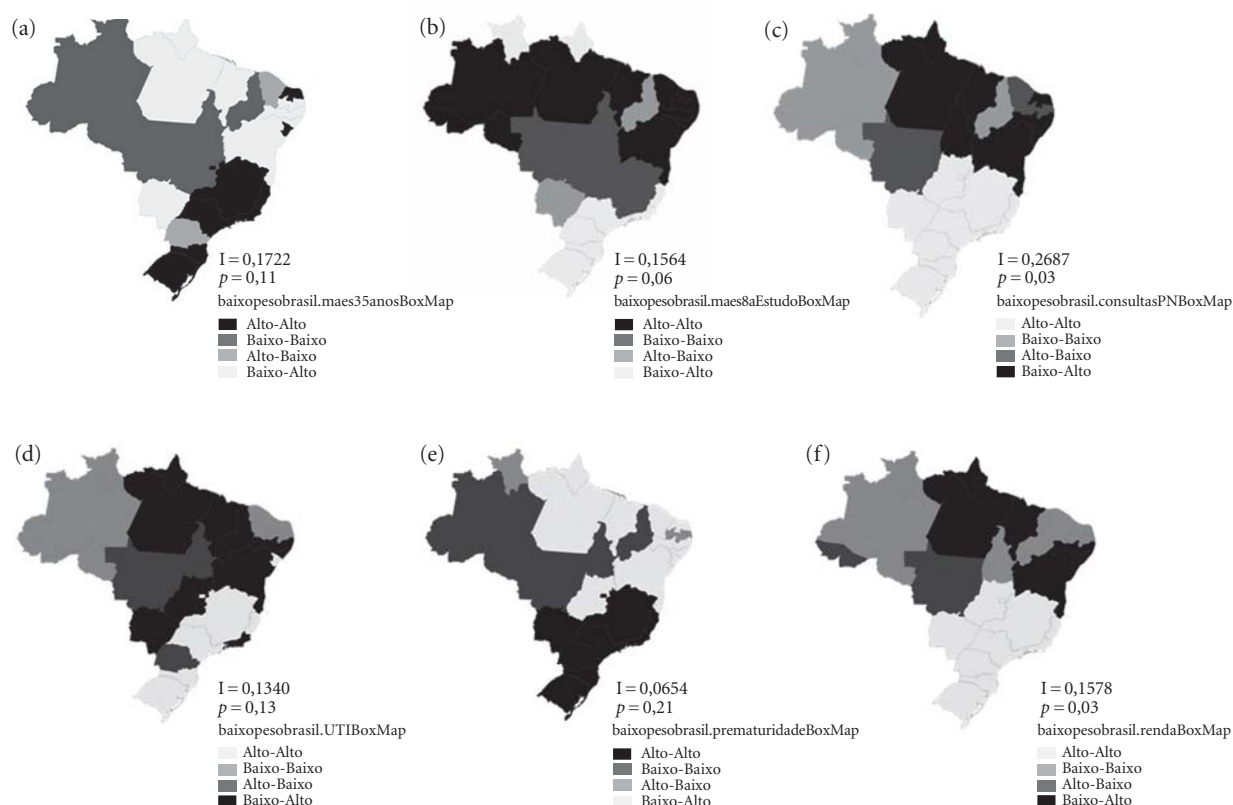 (a)
I = 0,1722
p = 0,11
baixopesobrasil.maes35anosBoxMap
Alto-Alto
Baixo-Baixo
Alto-Baixo
Baixo-Alto
(b)
I = 0,1564
p = 0,06
baixopesobrasil.maes8aEstudoBoxMap
Alto-Alto
Baixo-Baixo
Alto-Baixo
Baixo-Alto
(c)
I = 0,2687
p = 0,03
baixopesobrasil.consultasPNBoxMap
Alto-Alto
Baixo-Baixo
Alto-Baixo
Baixo-Alto
(d)
I = 0,1340
p = 0,13
baixopesobrasil.UTIBoxMap
Alto-Alto
Baixo-Baixo
Alto-Baixo
Baixo-Alto
(e)
I = 0,0654
p = 0,21
baixopesobrasil.prematuridadeBoxMap
Alto-Alto
Baixo-Baixo
Alto-Baixo
Baixo-Alto
(f)
I = 0,1578
p = 0,03
baixopesobrasil.rendaBoxMap
Alto-Alto
Baixo-Baixo
Alto-Baixo
Baixo-Alto